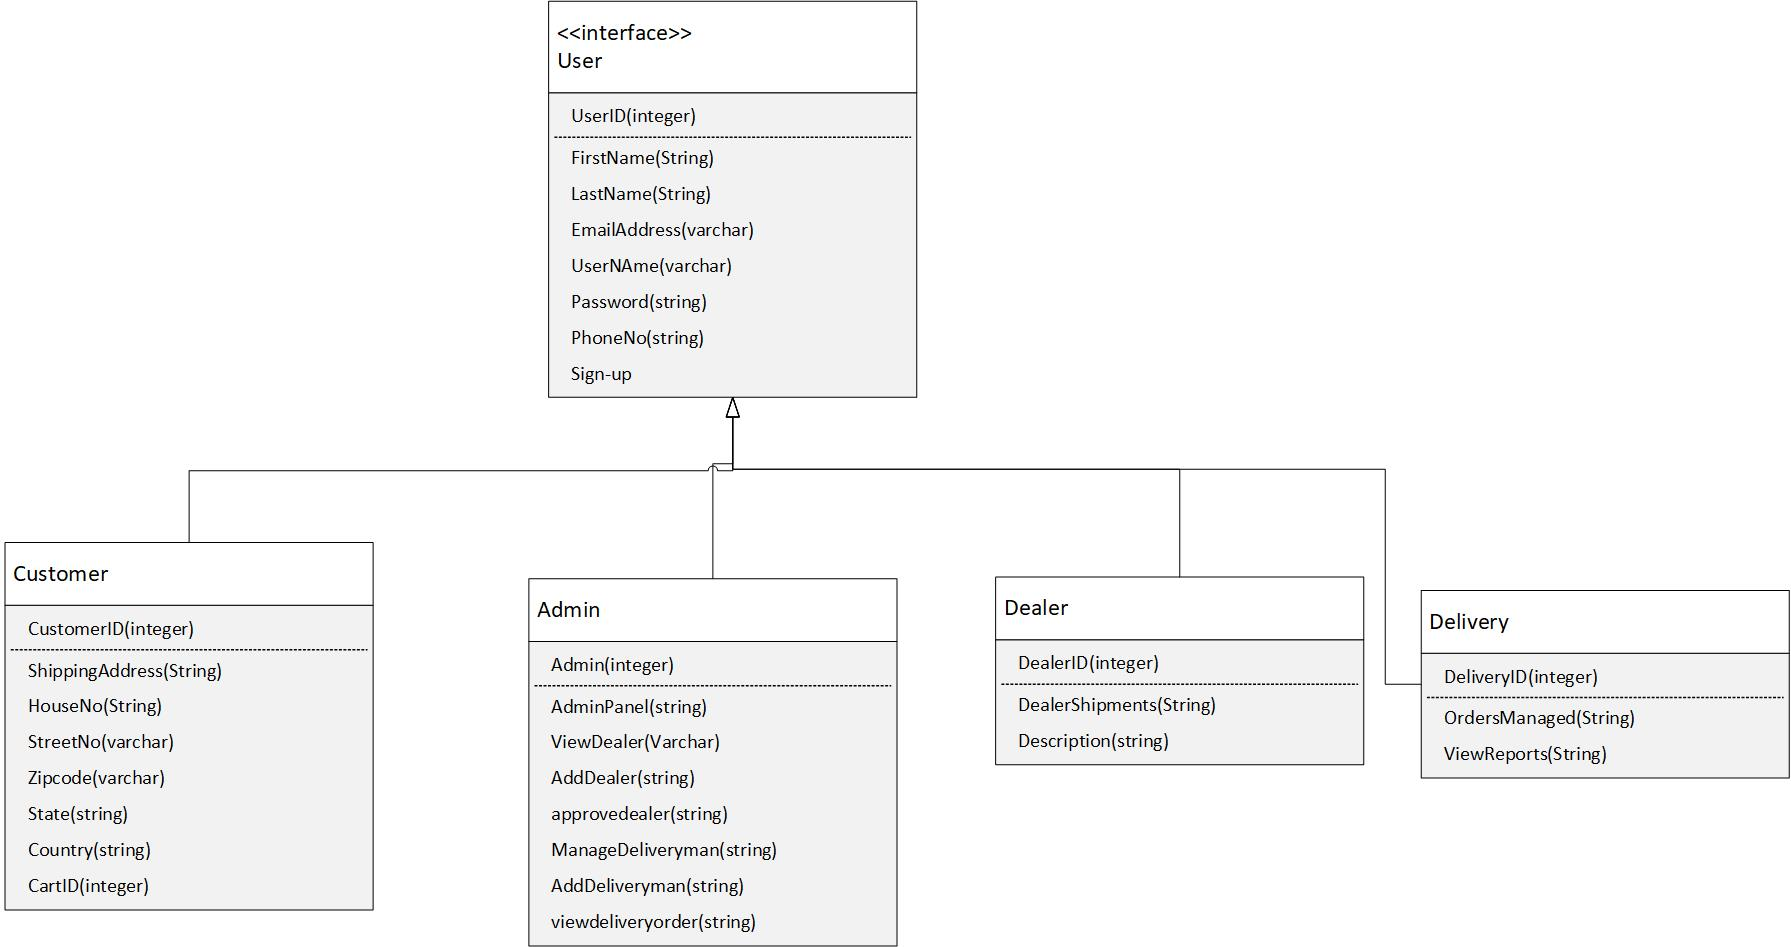 <<interface>>
User
UserID(integer)
FirstName(String)
LastName(String)
EmailAddress(varchar)
UserNAme(varchar)
Password(string)
PhoneNo(string)
Sign-up
Customer
CustomerID(integer)
ShippingAddress(String)
HouseNo(String)
StreetNo(varchar)
Zipcode(varchar)
State(string)
Country(string)
CartID(integer)
Admin
Admin(integer)
AdminPanel(string)
ViewDealer(Varchar)
AddDealer(string)
approvedealer(string)
ManageDeliveryman(string)
AddDeliveryman(string)
viewdeliveryorder(string)
Dealer
DealerID(integer)
DealerShipments(String)
Description(string)
Delivery
DeliveryID(integer)
OrdersManaged(String)
ViewReports(String)